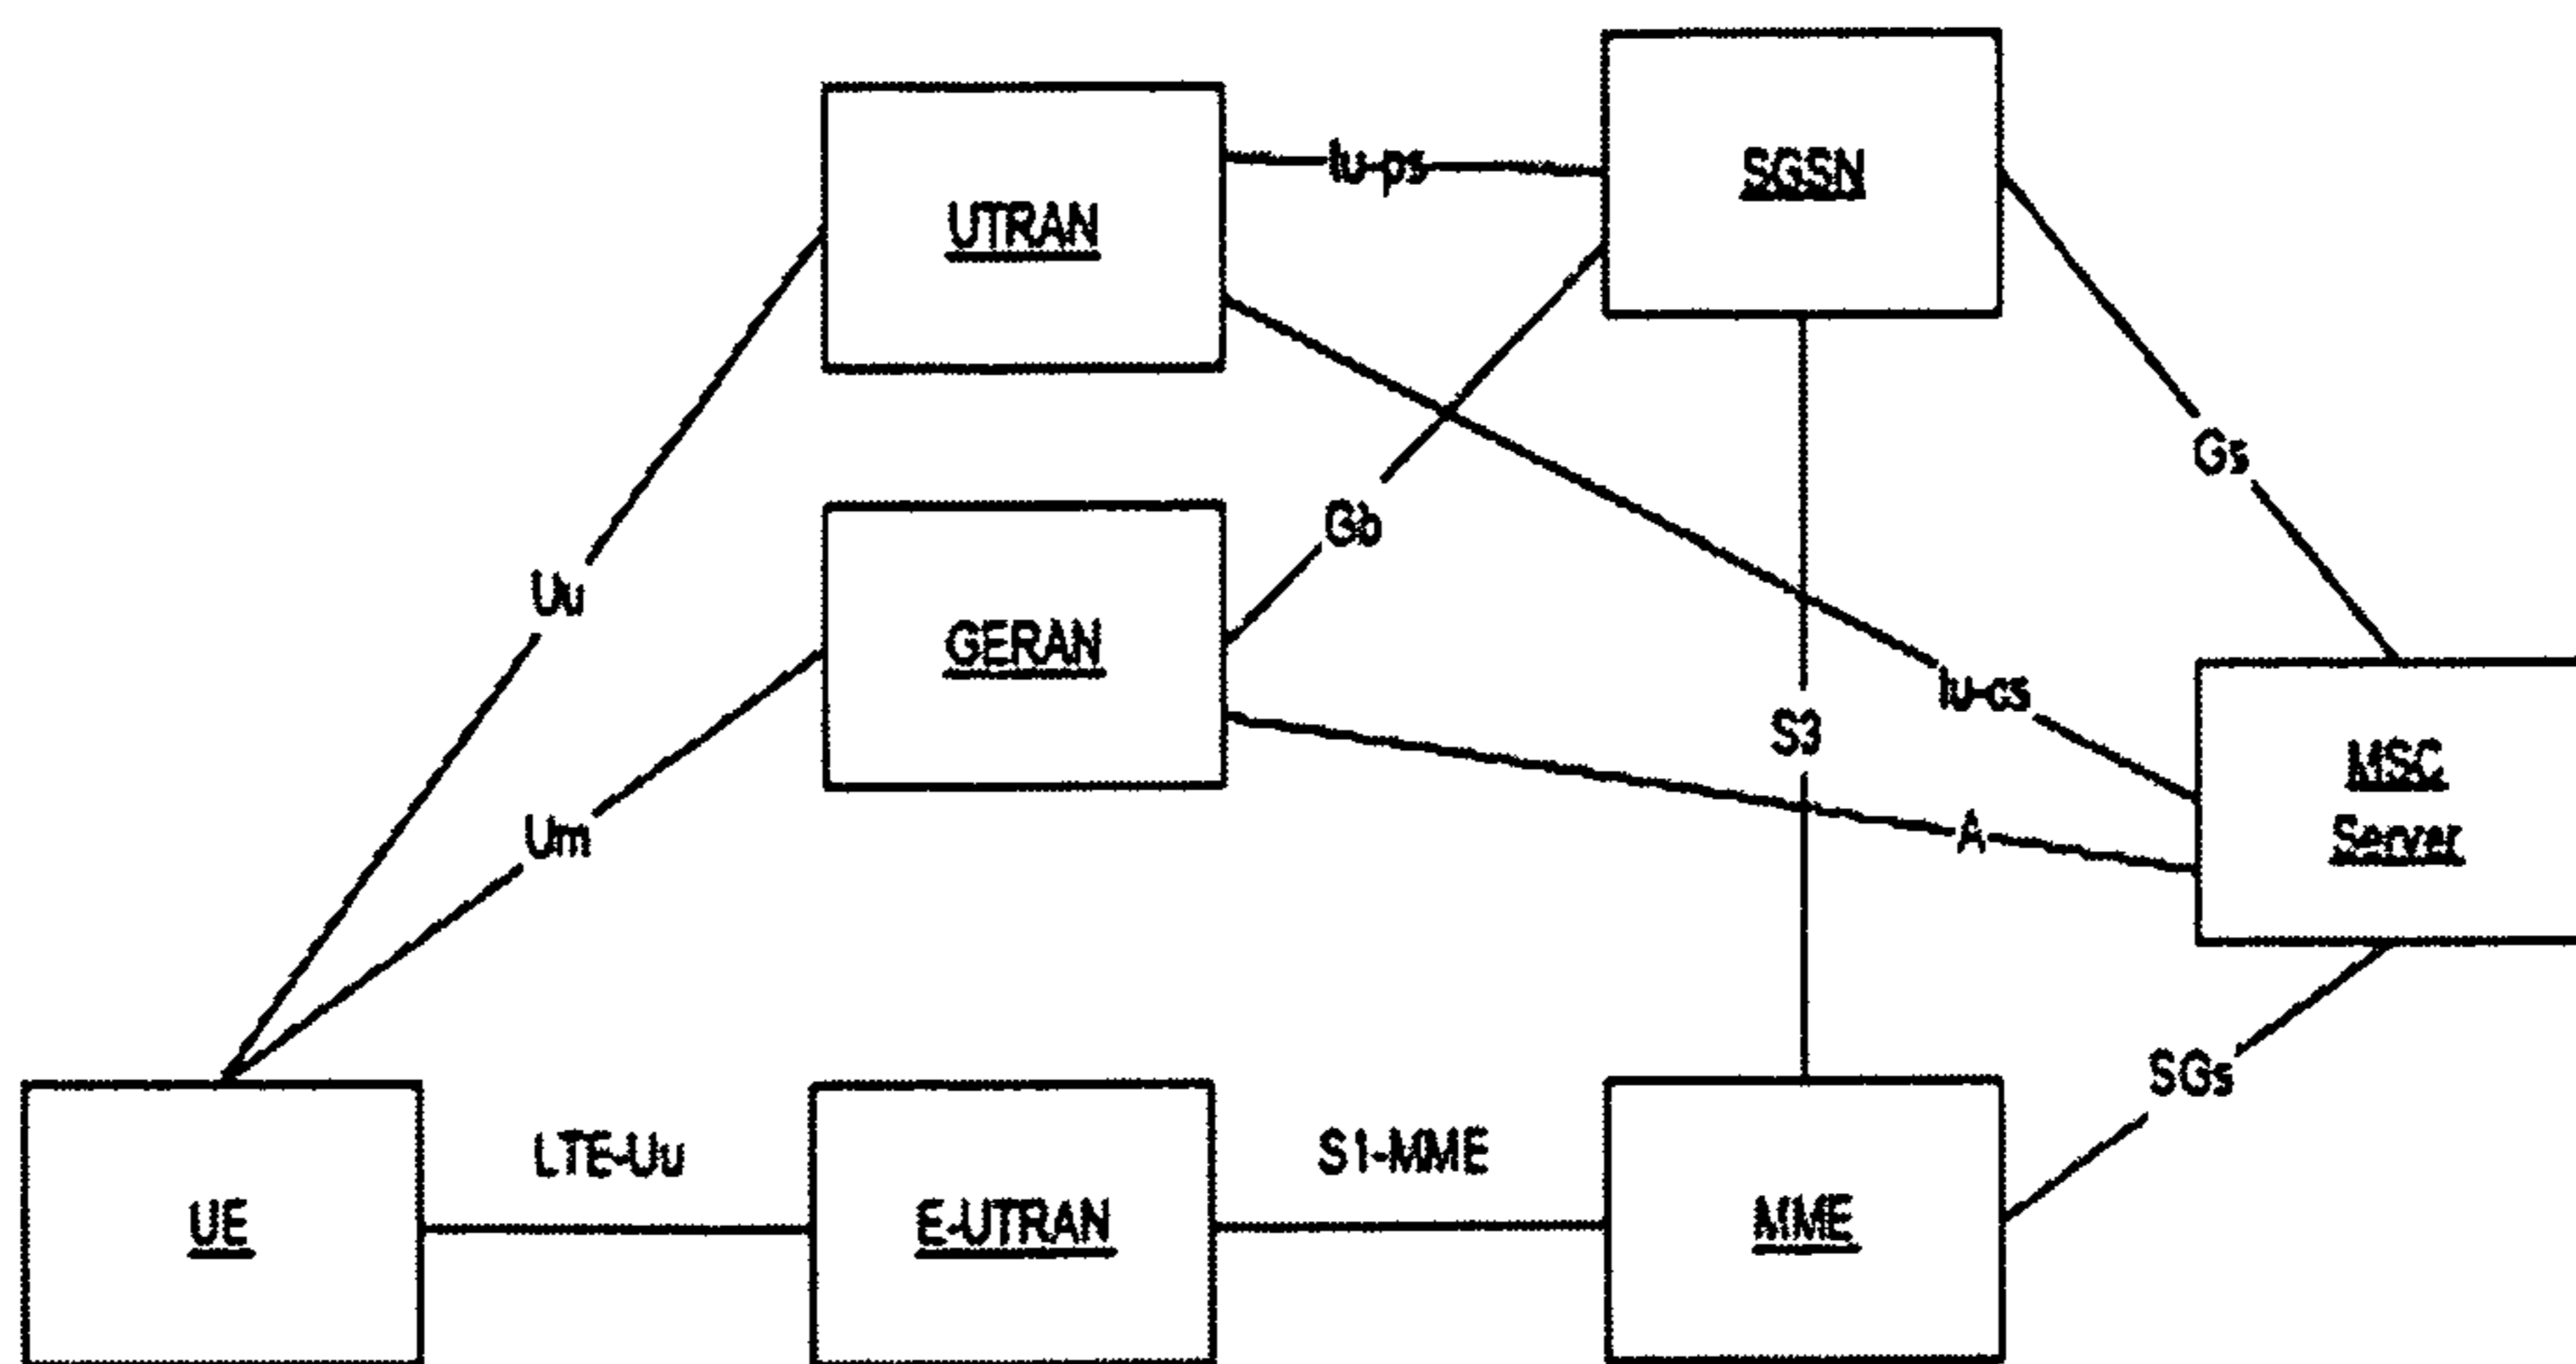 SGSN
Iu-ps
UTRAN
Gs
Gb
Uu
GERAN
Iu-cs
S3
MSC
Server
Um
A
SGs
LTE-Uu
S1-MME
UE
E-UTRAN
MME